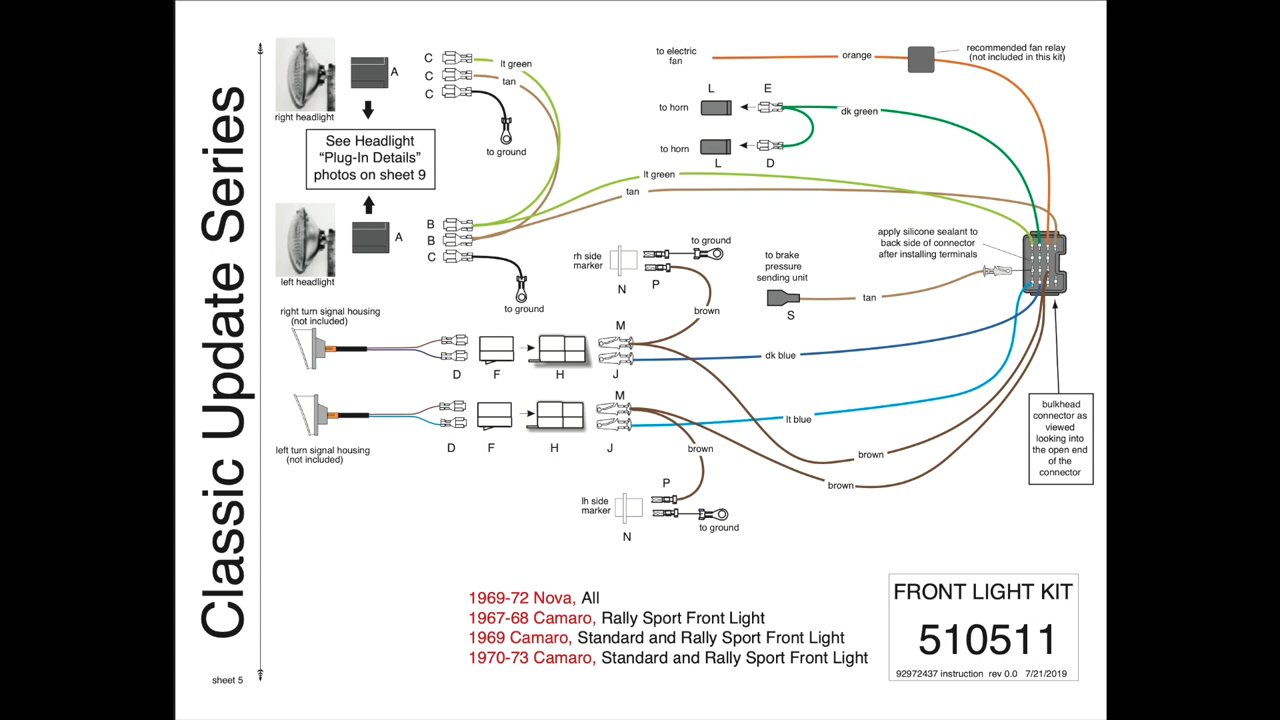 Classic Update Series
sheet 5
right headlight
A
See Headlight
“Plug-In Details”
photos on sheet 9
left headlight
A
C
C
C
lt green
tan
to ground
B
B
C
to ground
to electric
fan
orange
recommended fan relay
(not included in this kit)
L
E
to horn
dk green
to horn
L
D
lt green
tan
apply silicone sealant to
back side of connector
after installing terminals
rh side
marker
to ground
N
P
brown
to brake
pressure
sending unit
S
tan
right turn signal housing
(not included)
D
F
H
M
J
dk blue
left turn signal housing
(not included)
D
F
H
M
J
lt blue
brown
brown
brown
P
lh side
marker
to ground
N
bulkhead
connector as
viewed
looking into
the open end
of the
connector
1969-72 Nova, All
1967-68 Camaro, Rally Sport Front Light
1969 Camaro, Standard and Rally Sport Front Light
1970-73 Camaro, Standard and Rally Sport Front Light
FRONT LIGHT KIT
510511
92972437 instruction rev 0.0 7/21/2019